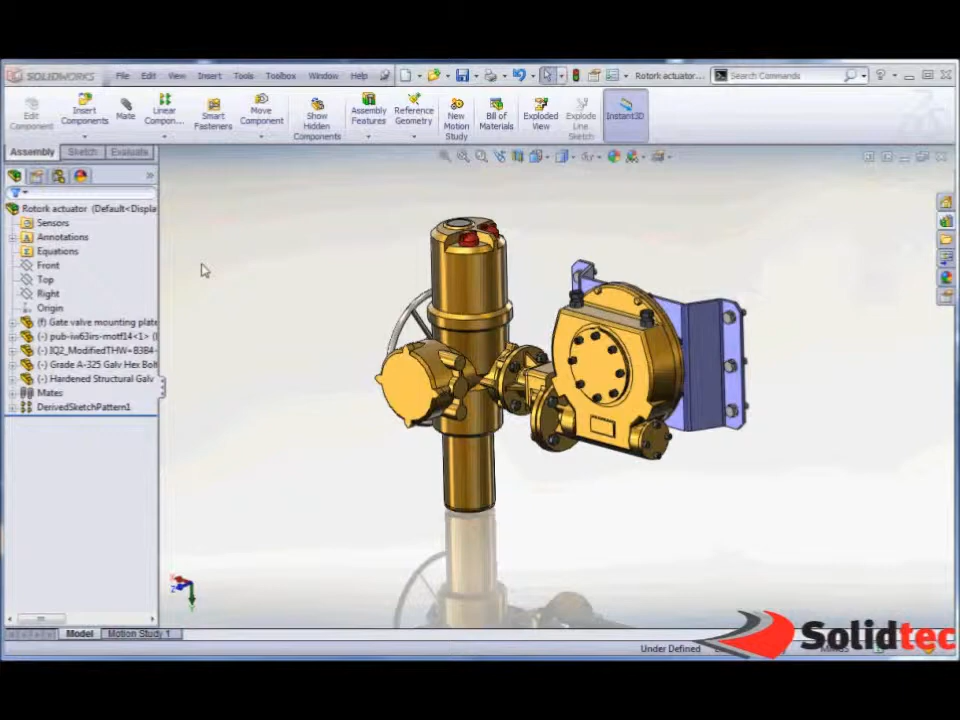 SOLIDWORKS File Edit View Insert Tools Toolbox Window Help Rotork actuator... Search Commands ?
Edit Component
Insert Components
Mate
Linear Compon...
Smart Fasteners
Move Component
Show Hidden Components
Assembly Features
Reference Geometry
New Motion Study
Bill of Materials
Exploded View
Explode Line Sketch
Instant3D
Assembly Sketch Evaluate
Rotork actuator (Default<Displa
Sensors
Annotations
Equations
Front
Top
Right
Origin
(f) Gate valve mounting plate
(-) pub-iw63irs-motf14<1> (
(-) IQ2_ModifiedTHW+B3B4-
(-) Grade A-325 Galv Hex Bolt
(-) Hardened Structural Galv
Mates
DerivedSketchPattern1
Model Motion Study 1
Under Defined
Solidtec